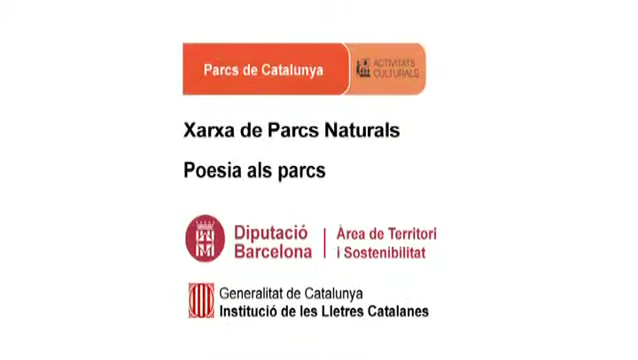 Parcs de Catalunya
ACTIVITATS
CULTURALS
Xarxa de Parcs Naturals
Poesia als parcs
Diputació
Barcelona
Àrea de Territori
i Sostenibilitat
Generalitat de Catalunya
Institució de les Lletres Catalanes